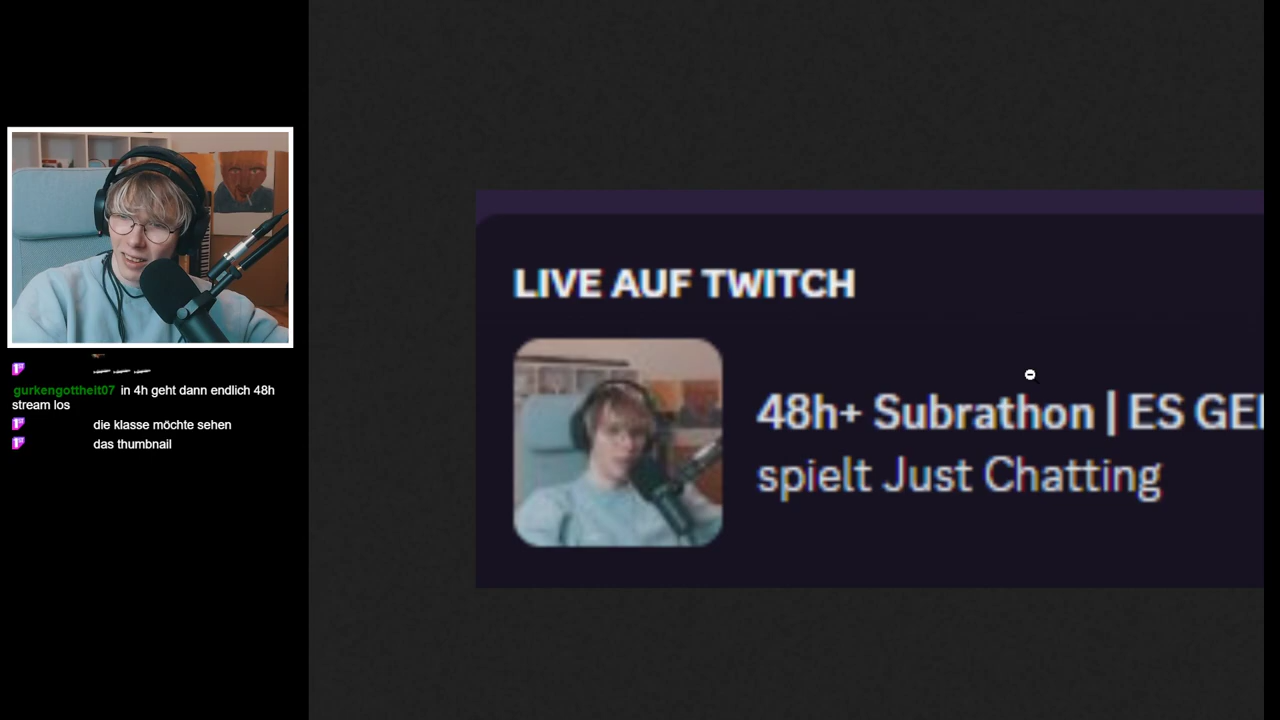 gurkengottheit07 in 4h geht dann endlich 48h
stream los
die klasse möchte sehen
das thumbnail
LIVE AUF TWITCH
48h+ Subrathon | ES GE
spielt Just Chatting